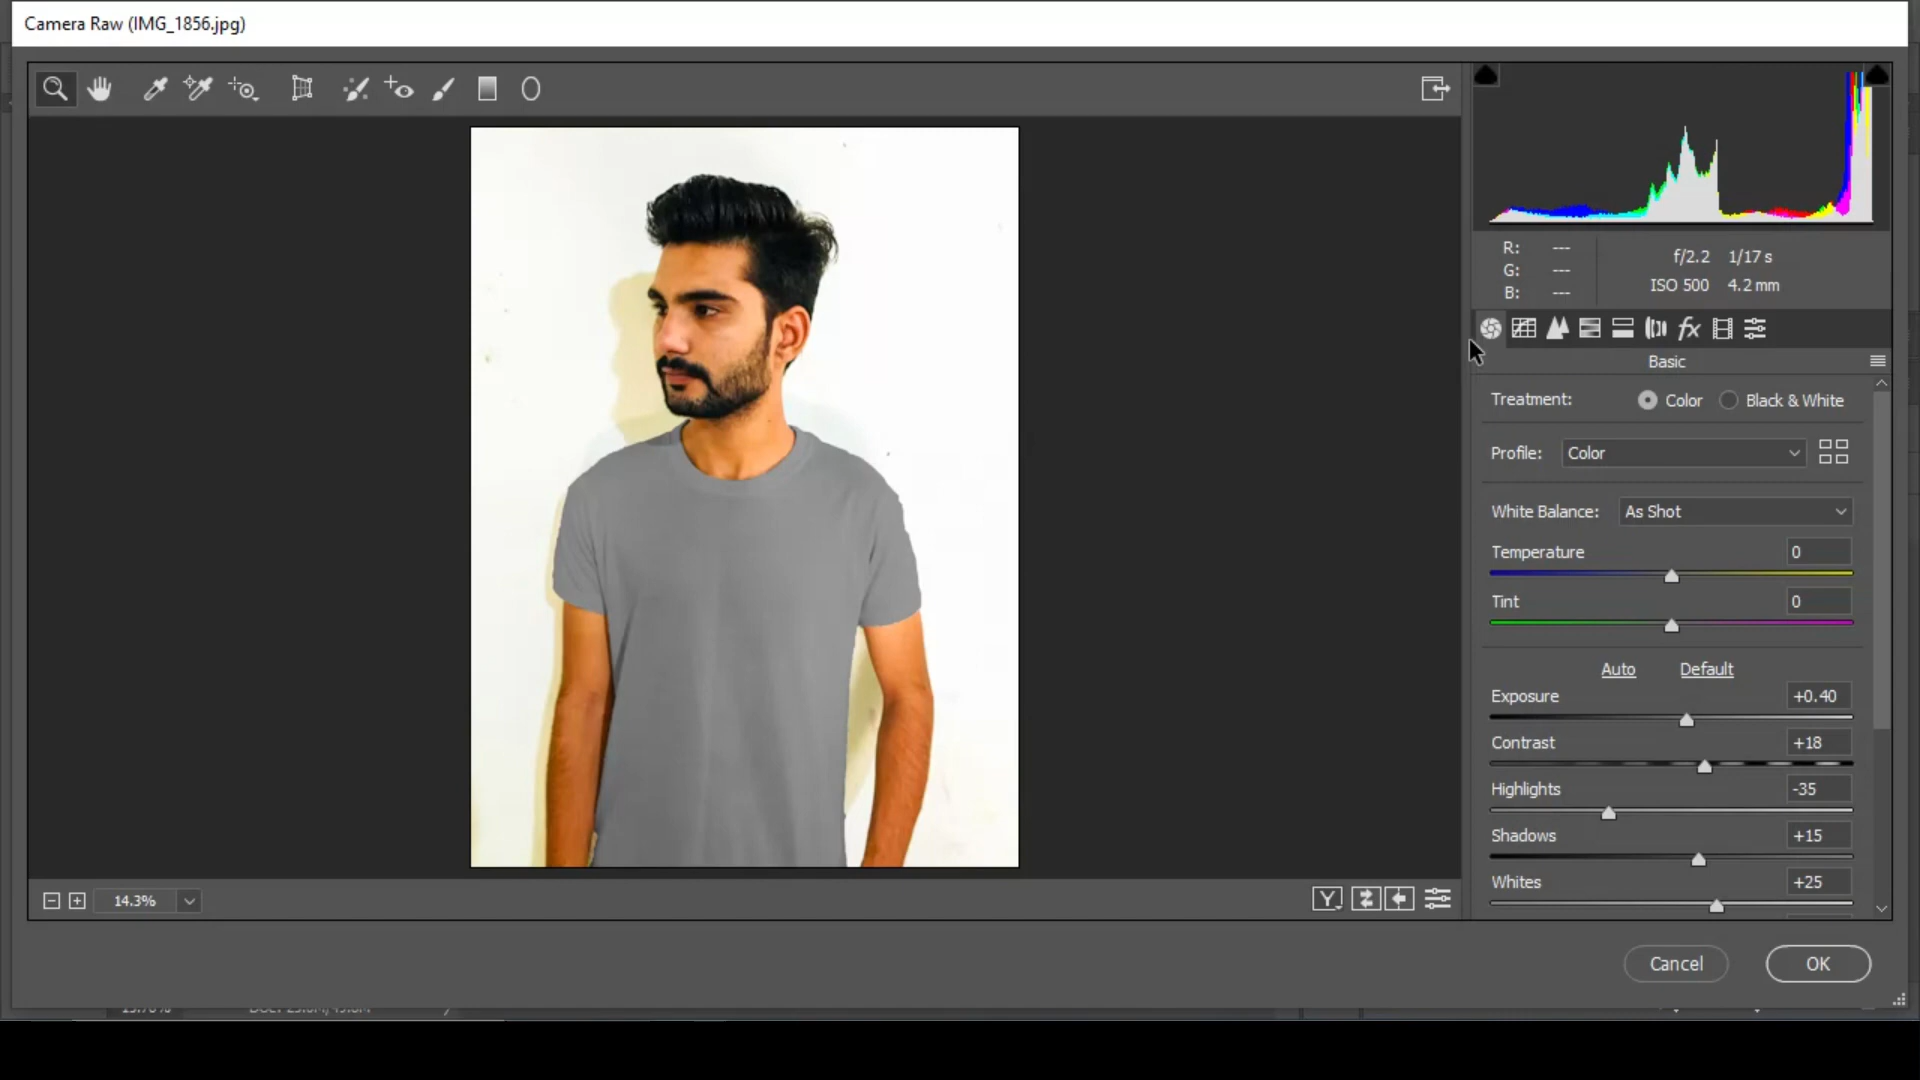 Camera Raw (IMG_1856.jpg)
R: ---
G: ---
B: ---
f/2.2 1/17 s
ISO 500 4.2 mm
fx
Basic
Treatment: Color Black & White
Profile: Color
White Balance: As Shot
Temperature 0
Tint 0
Auto Default
Exposure +0.40
Contrast +18
Highlights -35
Shadows +15
Whites +25
14.3%
Y
Cancel OK